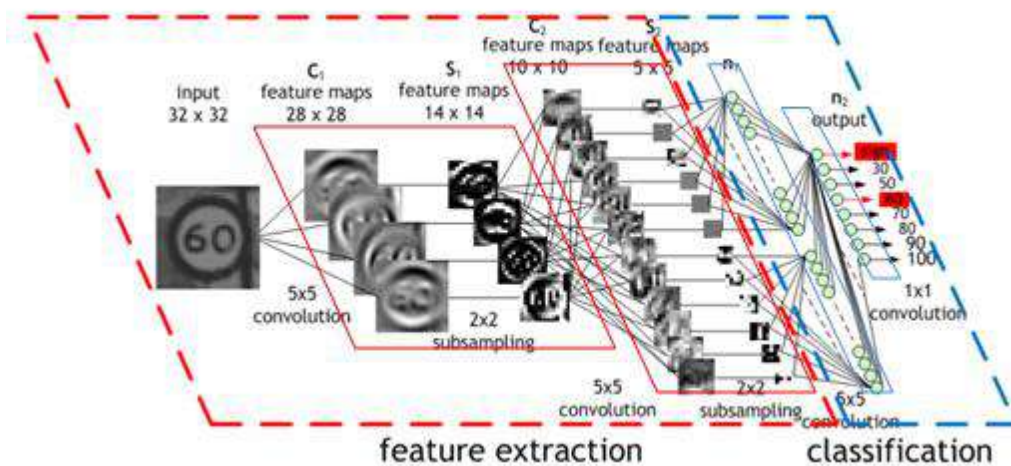 input
32 x 32
C1
feature maps
28 x 28
S1
feature maps
14 x 14
C2
feature maps
10 x 10
S2
feature maps
5 x 5
n1
n2
output
60
30
50
60
70
80
90
100
5x5
convolution
2x2
subsampling
5x5
convolution
2x2
subsampling
convolution
1x1
convolution
feature extraction
classification